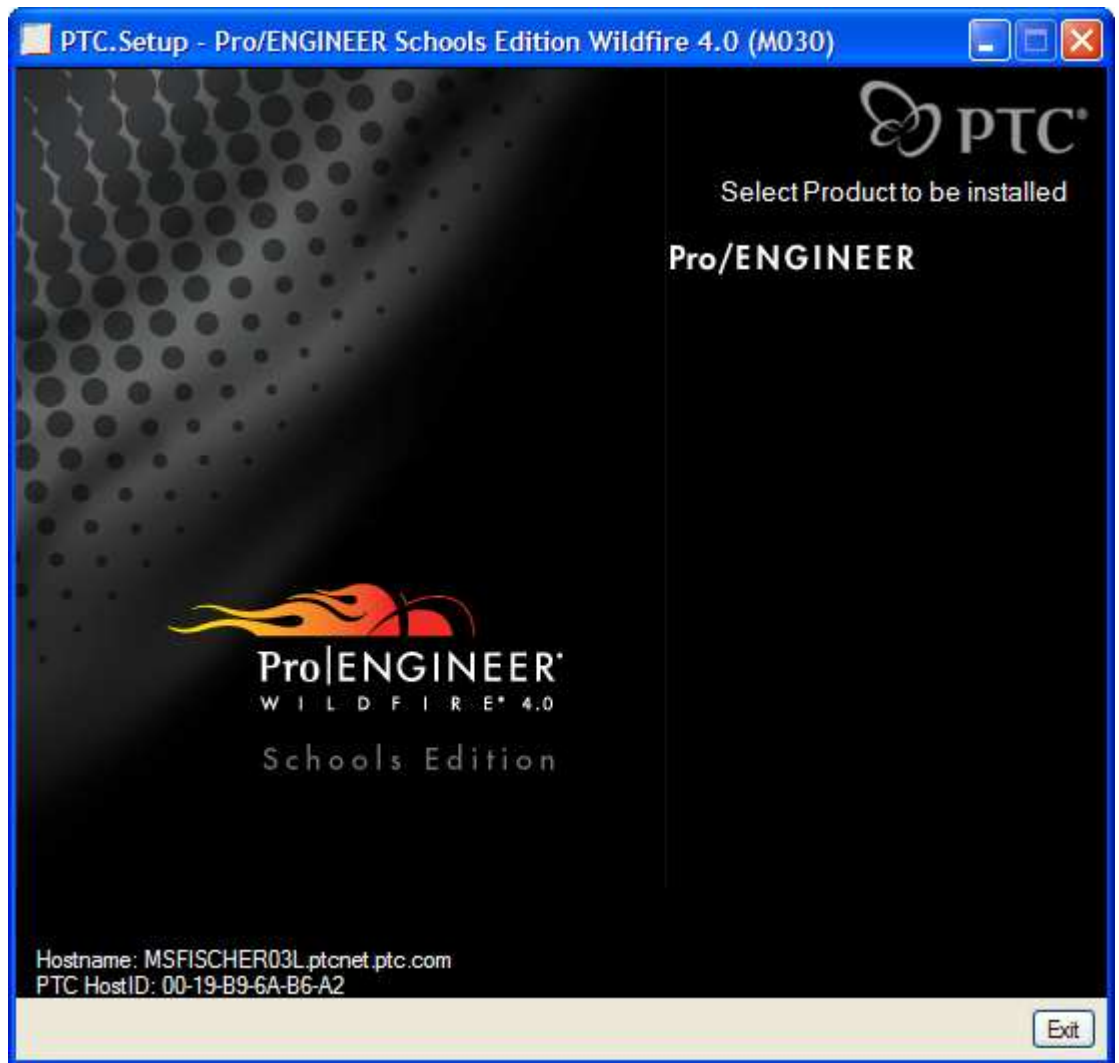 PTC.Setup - Pro/ENGINEER Schools Edition Wildfire 4.0 (M030)
PTC®
Select Product to be installed
Pro/ENGINEER
Pro|ENGINEER®
WILDFIRE® 4.0
Schools Edition
Hostname: MSFISCHER03L.ptcnet.ptc.com
PTC HostID: 00-19-B9-6A-B6-A2
Exit